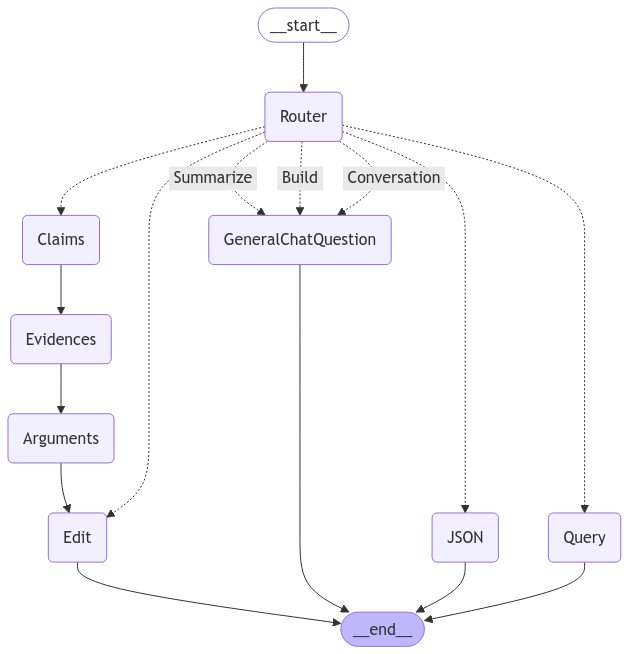 __start__
Router
Summarize
Build
Conversation
Claims
GeneralChatQuestion
Evidences
Arguments
Edit
JSON
Query
__end__